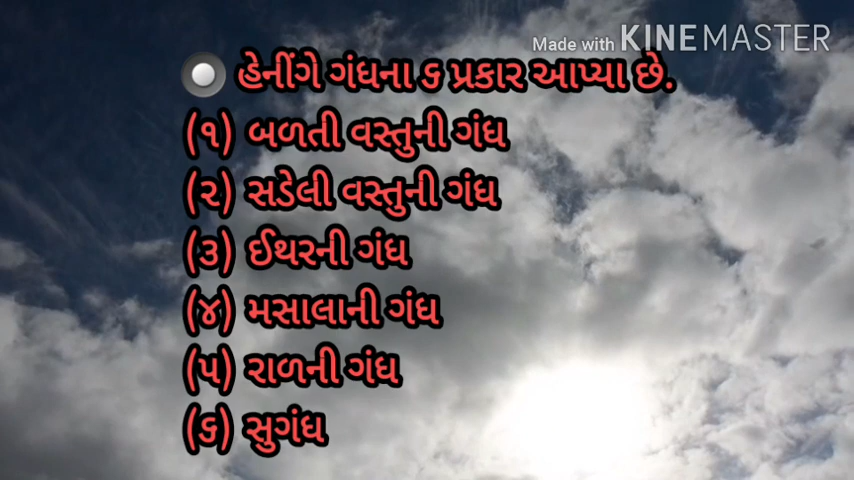 Made with KINEMASTER
હેનીંગે ગંધના ૬ પ્રકાર આપ્યા છે.
(૧) બળતી વસ્તુની ગંધ
(૨) સડેલી વસ્તુની ગંધ
(૩) ઈથરની ગંધ
(૪) મસાલાની ગંધ
(૫) રાળની ગંધ
(૬) સુગંધ